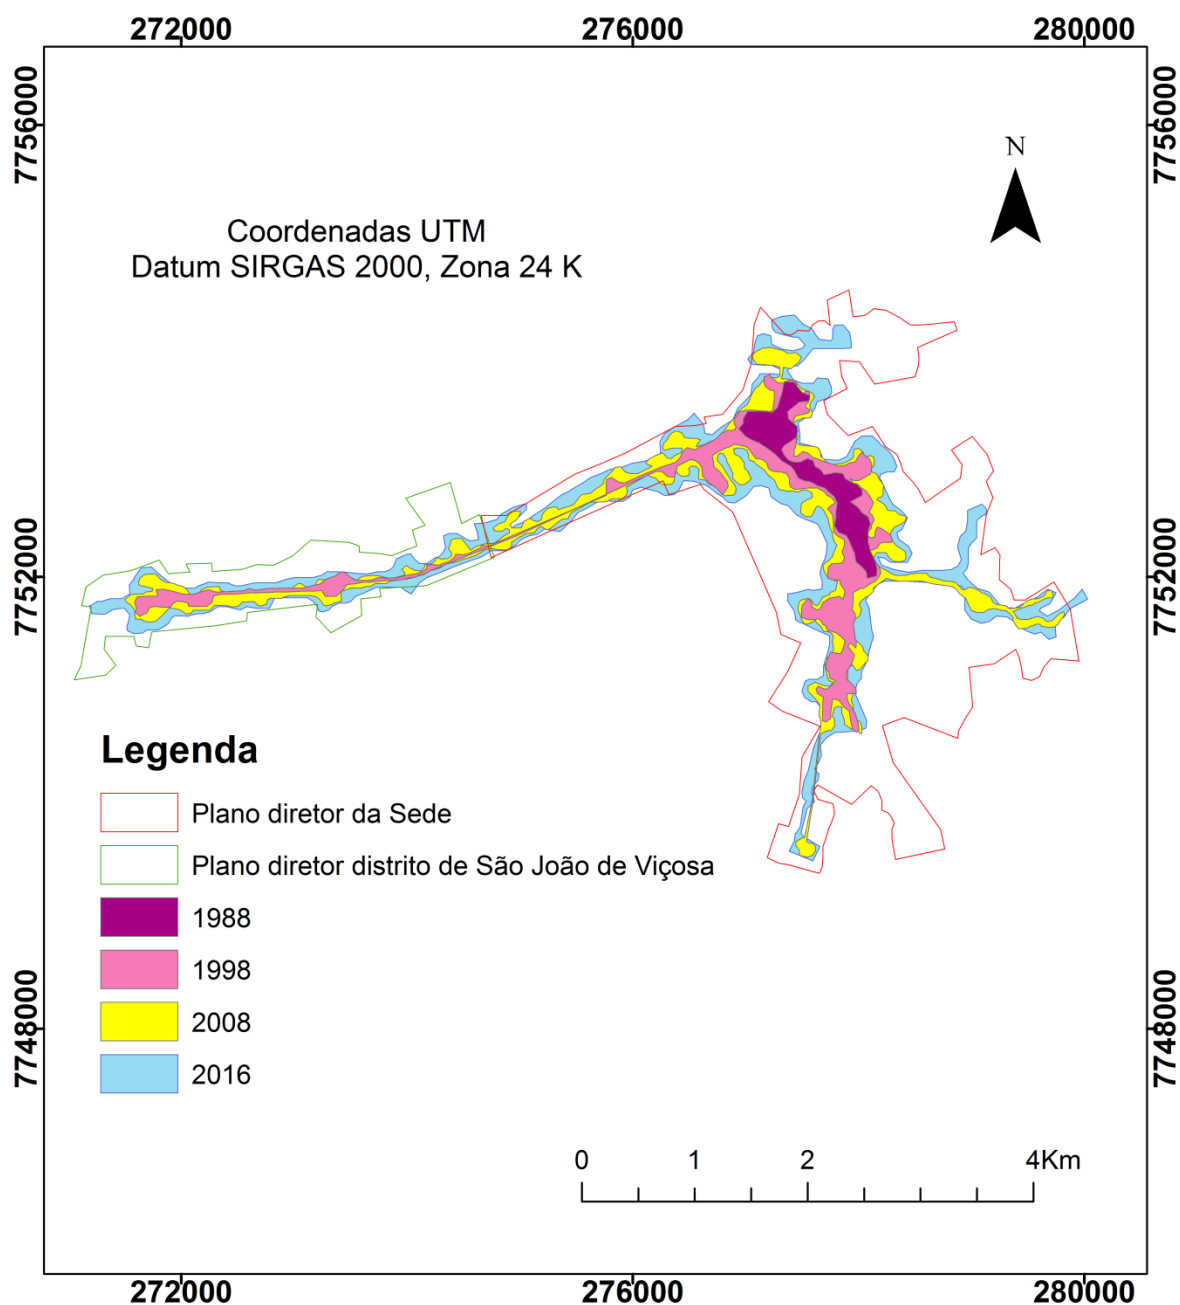 272000 276000 280000
7756000
7756000
N
Coordenadas UTM
Datum SIRGAS 2000, Zona 24 K
7752000
7752000
Legenda
Plano diretor da Sede
Plano diretor distrito de São João de Viçosa
1988
1998
2008
2016
7748000
7748000
0 1 2 4Km
272000 276000 280000